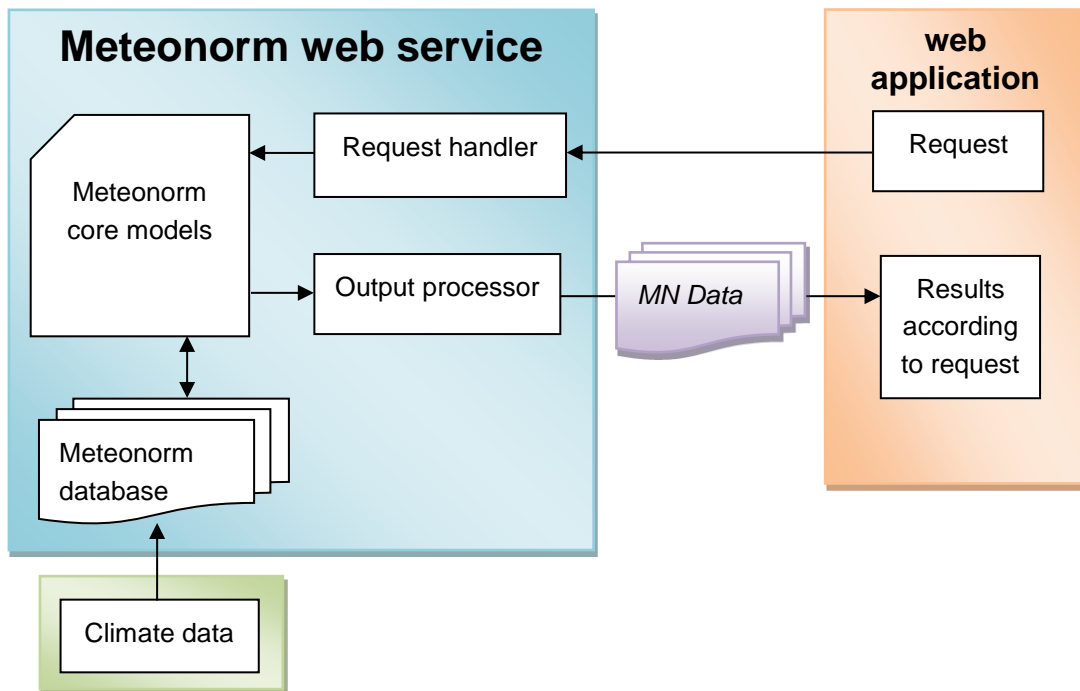 Meteonorm web service
web
application
Request handler
Request
Meteonorm
core models
Output processor
MN Data
Results
according
to request
Meteonorm
database
Climate data